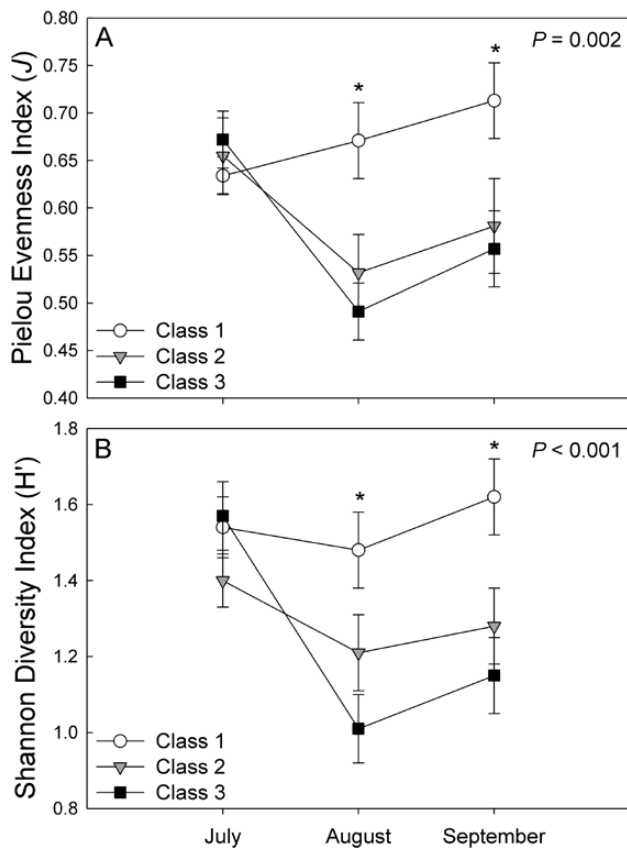 A
P = 0.002
*
*
Pielou Evenness Index (J)
0.80
0.75
0.70
0.65
0.60
0.55
0.50
0.45
0.40
Class 1
Class 2
Class 3
B
P < 0.001
*
*
Shannon Diversity Index (H')
1.8
1.6
1.4
1.2
1.0
0.8
Class 1
Class 2
Class 3
July August September